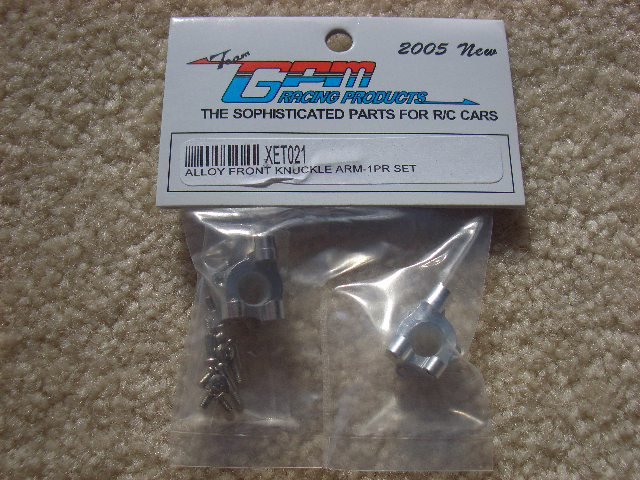 2005 New
Team
GPM
RACING PRODUCTS
THE SOPHISTICATED PARTS FOR R/C CARS
XET021
ALLOY FRONT KNUCKLE ARM-1PR SET